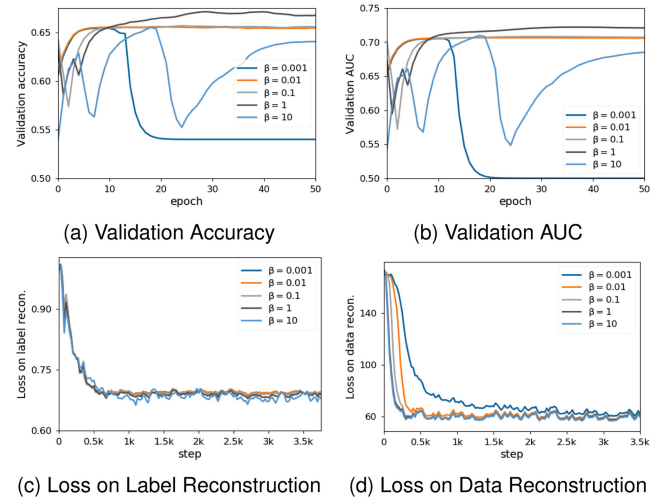 Validation accuracy
0.65
0.60
0.55
0.50
0
10
20
30
40
50
epoch
β = 0.001
β = 0.01
β = 0.1
β = 1
β = 10
(a) Validation Accuracy
Validation AUC
0.75
0.70
0.65
0.60
0.55
0.50
0
10
20
30
40
50
epoch
β = 0.001
β = 0.01
β = 0.1
β = 1
β = 10
(b) Validation AUC
Loss on label recon.
0.90
0.75
0.60
0
0.5k
1k
1.5k
2k
2.5k
3k
3.5k
step
β = 0.001
β = 0.01
β = 0.1
β = 1
β = 10
(c) Loss on Label Reconstruction
Loss on data recon.
140
100
60
0
0.5k
1k
1.5k
2k
2.5k
3k
3.5k
step
β = 0.001
β = 0.01
β = 0.1
β = 1
β = 10
(d) Loss on Data Reconstruction